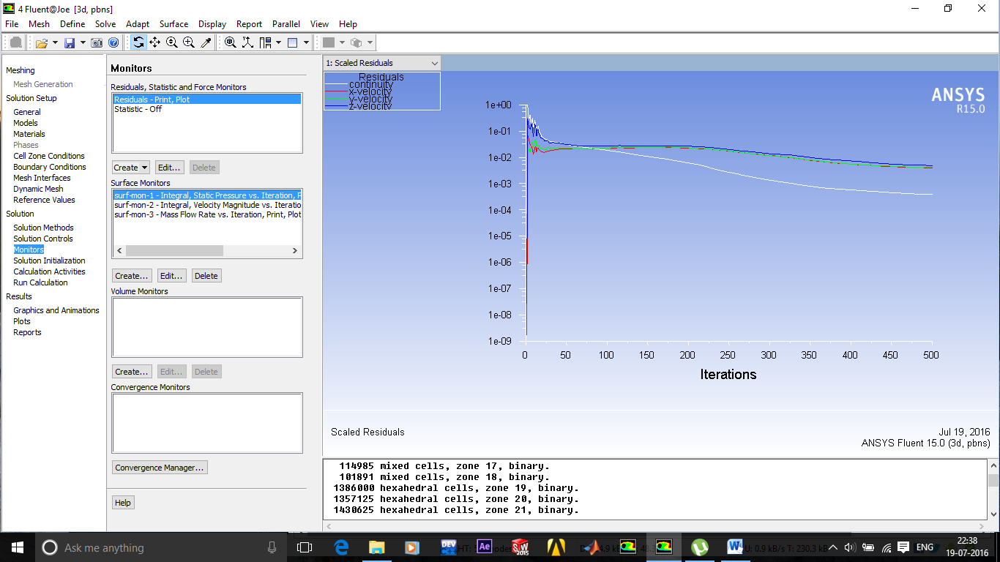 4 Fluent@Joe [3d, pbns]
File Mesh Define Solve Adapt Surface Display Report Parallel View Help
Meshing
Mesh Generation
Solution Setup
General
Models
Materials
Phases
Cell Zone Conditions
Boundary Conditions
Mesh Interfaces
Dynamic Mesh
Reference Values
Solution
Solution Methods
Solution Controls
Monitors
Solution Initialization
Calculation Activities
Run Calculation
Results
Graphics and Animations
Plots
Reports
Monitors
Residuals, Statistic and Force Monitors
Residuals - Print, Plot
Statistic - Off
Create Edit... Delete
Surface Monitors
surf-mon-1 - Integral, Static Pressure vs. Iteration, P
surf-mon-2 - Integral, Velocity Magnitude vs. Iteratio
surf-mon-3 - Mass Flow Rate vs. Iteration, Print, Plot
Create... Edit... Delete
Volume Monitors
Create... Edit... Delete
Convergence Monitors
Convergence Manager...
Help
1: Scaled Residuals
Residuals
continuity
x-velocity
y-velocity
z-velocity
ANSYS
R15.0
1e+00
1e-01
1e-02
1e-03
1e-04
1e-05
1e-06
1e-07
1e-08
1e-09
0 50 100 150 200 250 300 350 400 450 500
Iterations
Scaled Residuals
Jul 19, 2016
ANSYS Fluent 15.0 (3d, pbns)
114985 mixed cells, zone 17, binary.
101891 mixed cells, zone 18, binary.
1386000 hexahedral cells, zone 19, binary.
1357125 hexahedral cells, zone 20, binary.
1430625 hexahedral cells, zone 21, binary.
Ask me anything
DEV
Ae
SW
2015
W
U: 0.9 kB/s T: 230.3 kB
ENG
22:38
19-07-2016